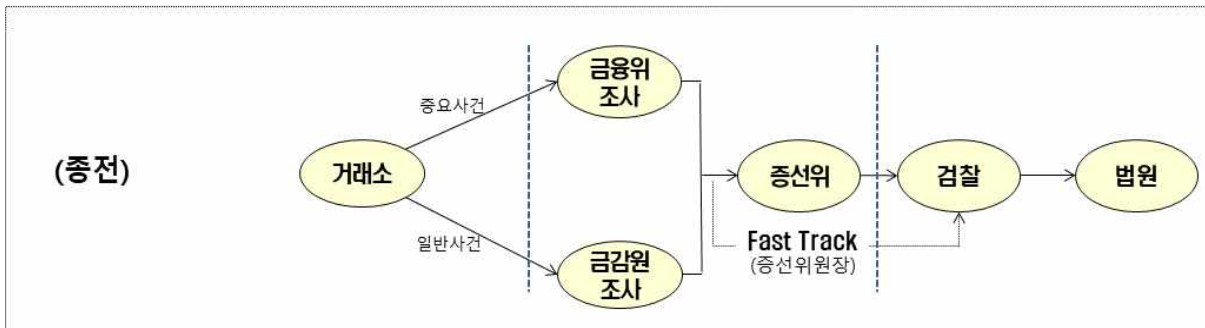 (종전)
거래소
중요사건
일반사건
금융위
조사
금감원
조사
증선위
Fast Track
(증선위원장)
검찰
법원